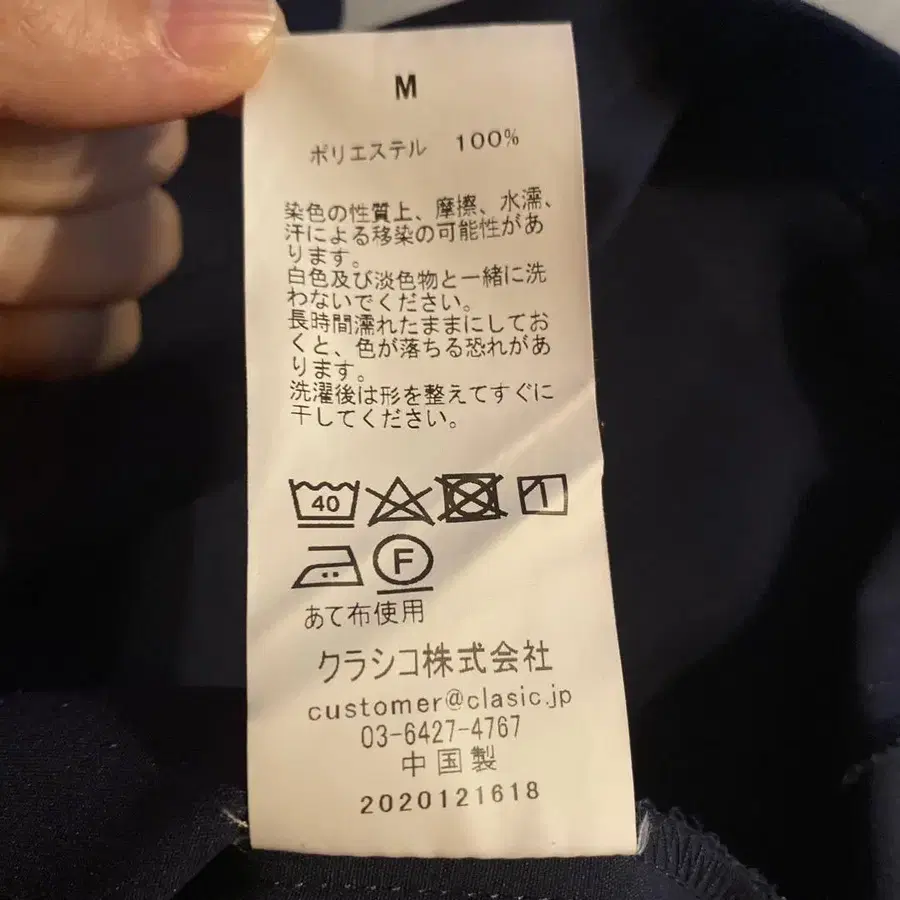 M
ポリエステル 100%
染色の性質上、摩擦、水濡、
汗による移染の可能性があ
ります。
白色及び淡色物と一緒に洗
わないでください。
長時間濡れたままにしてお
くと、色が落ちる恐れがあ
ります。
洗濯後は形を整えてすぐに
干してください。
40
F
あて布使用
クラシコ株式会社
customer@clasic.jp
03-6427-4767
中国製
2020121618